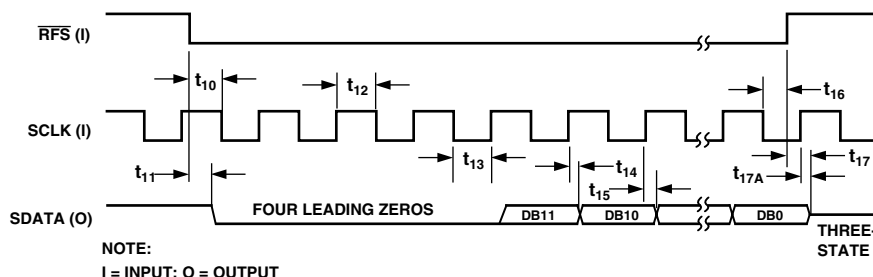 RFS (I)
t10
t12
t16
SCLK (I)
t11
t13
t14
t15
t17
t17A
SDATA (O)
FOUR LEADING ZEROS
DB11
DB10
DB0
THREE-
STATE
NOTE:
I = INPUT; O = OUTPUT